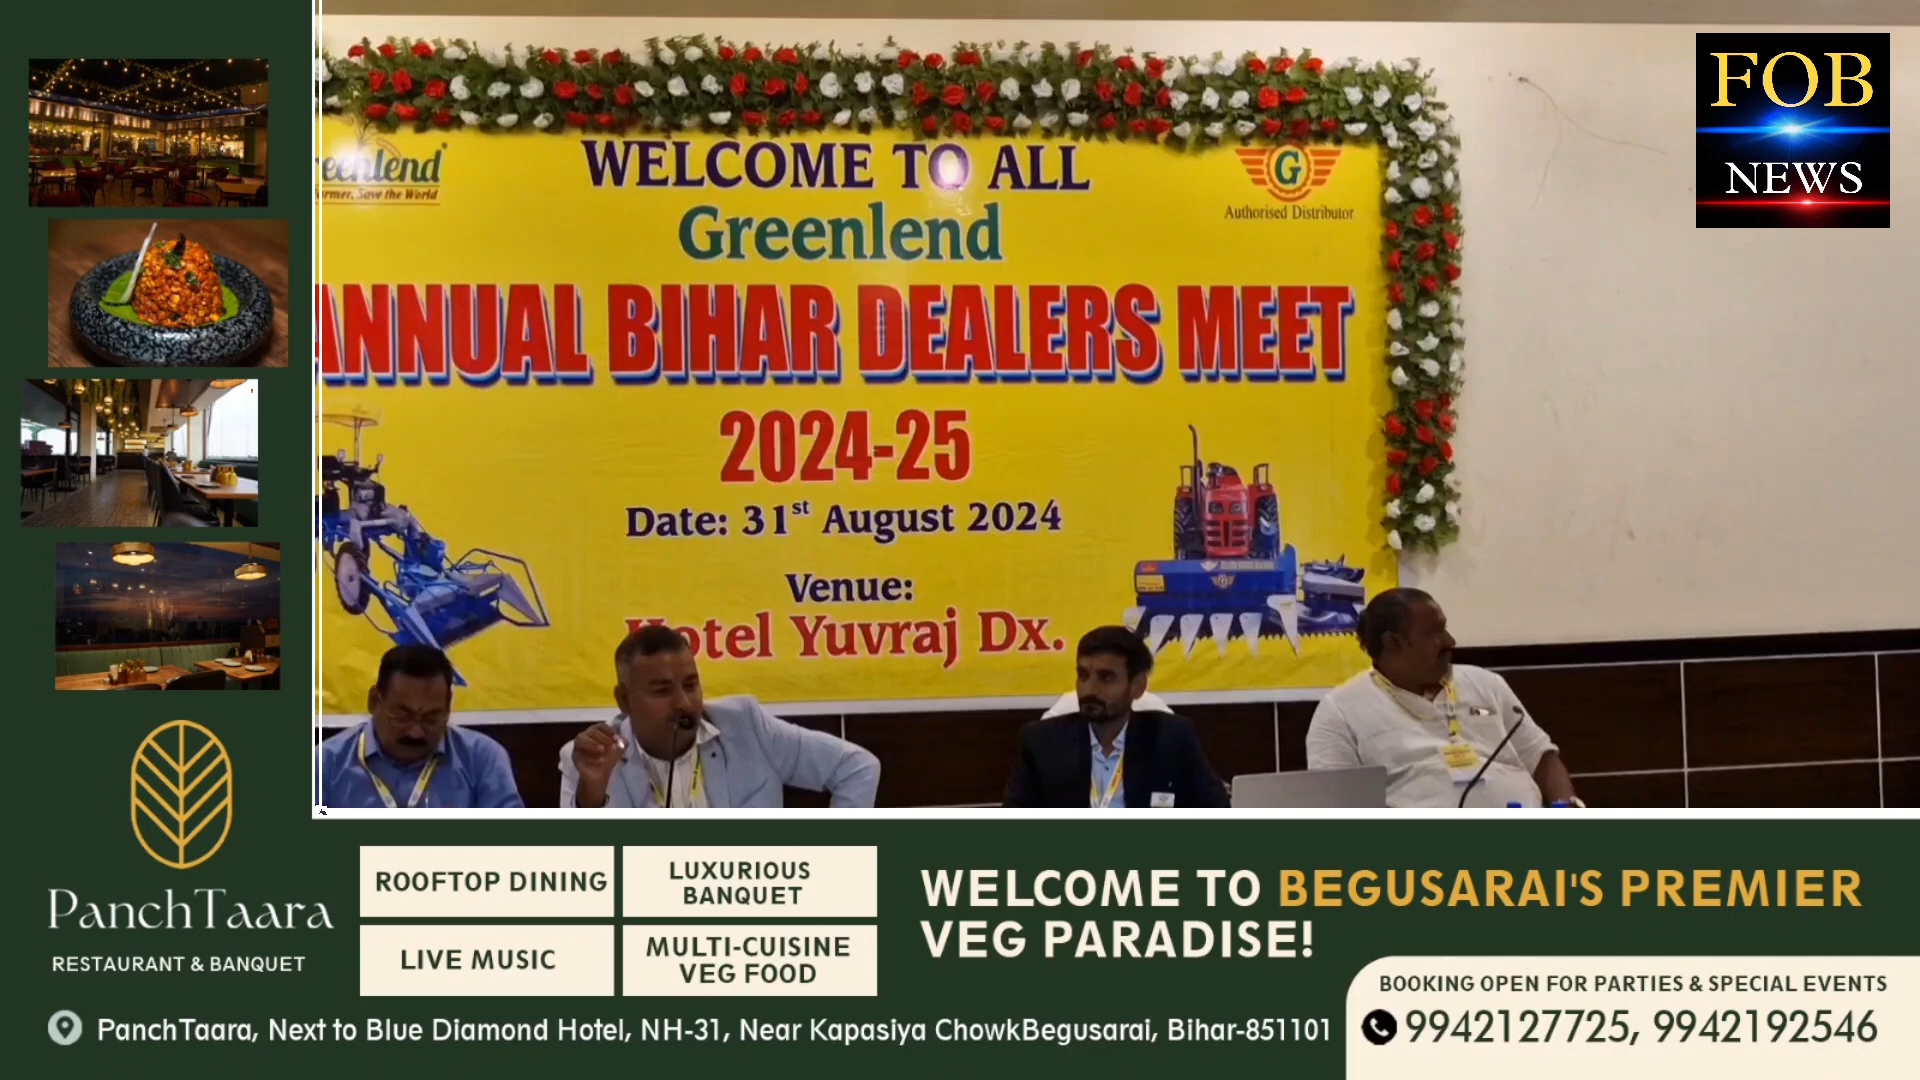 FOB
NEWS
WELCOME TO ALL
Greenlend
Save the World
G
Authorised Distributor
ANNUAL BIHAR DEALERS MEET
2024-25
Date: 31st August 2024
Venue:
Hotel Yuvraj Dx.
PanchTaara
RESTAURANT & BANQUET
ROOFTOP DINING
LUXURIOUS
BANQUET
LIVE MUSIC
MULTI-CUISINE
VEG FOOD
WELCOME TO BEGUSARAI'S PREMIER
VEG PARADISE!
BOOKING OPEN FOR PARTIES & SPECIAL EVENTS
9942127725, 9942192546
PanchTaara, Next to Blue Diamond Hotel, NH-31, Near Kapasiya ChowkBegusarai, Bihar-851101